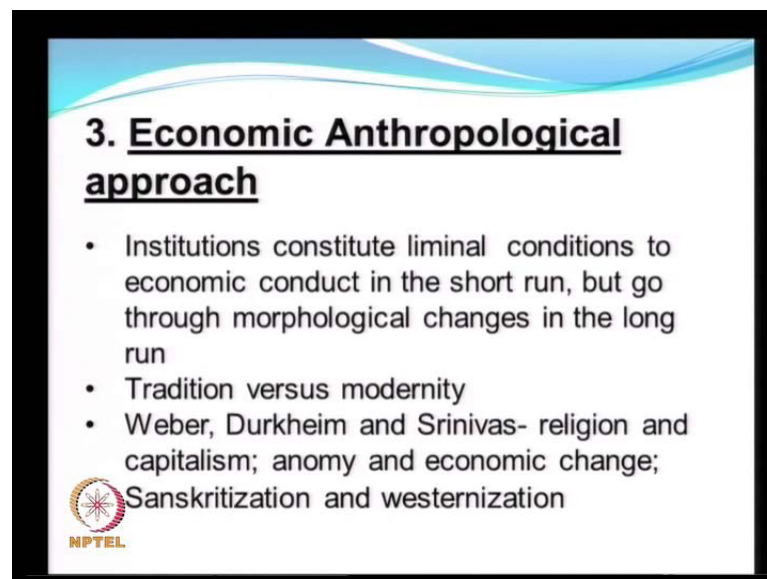 3. Economic Anthropological
approach
• Institutions constitute liminal conditions to
economic conduct in the short run, but go
through morphological changes in the long
run
• Tradition versus modernity
• Weber, Durkheim and Srinivas- religion and
capitalism; anomy and economic change;
Sanskritization and westernization
NPTEL